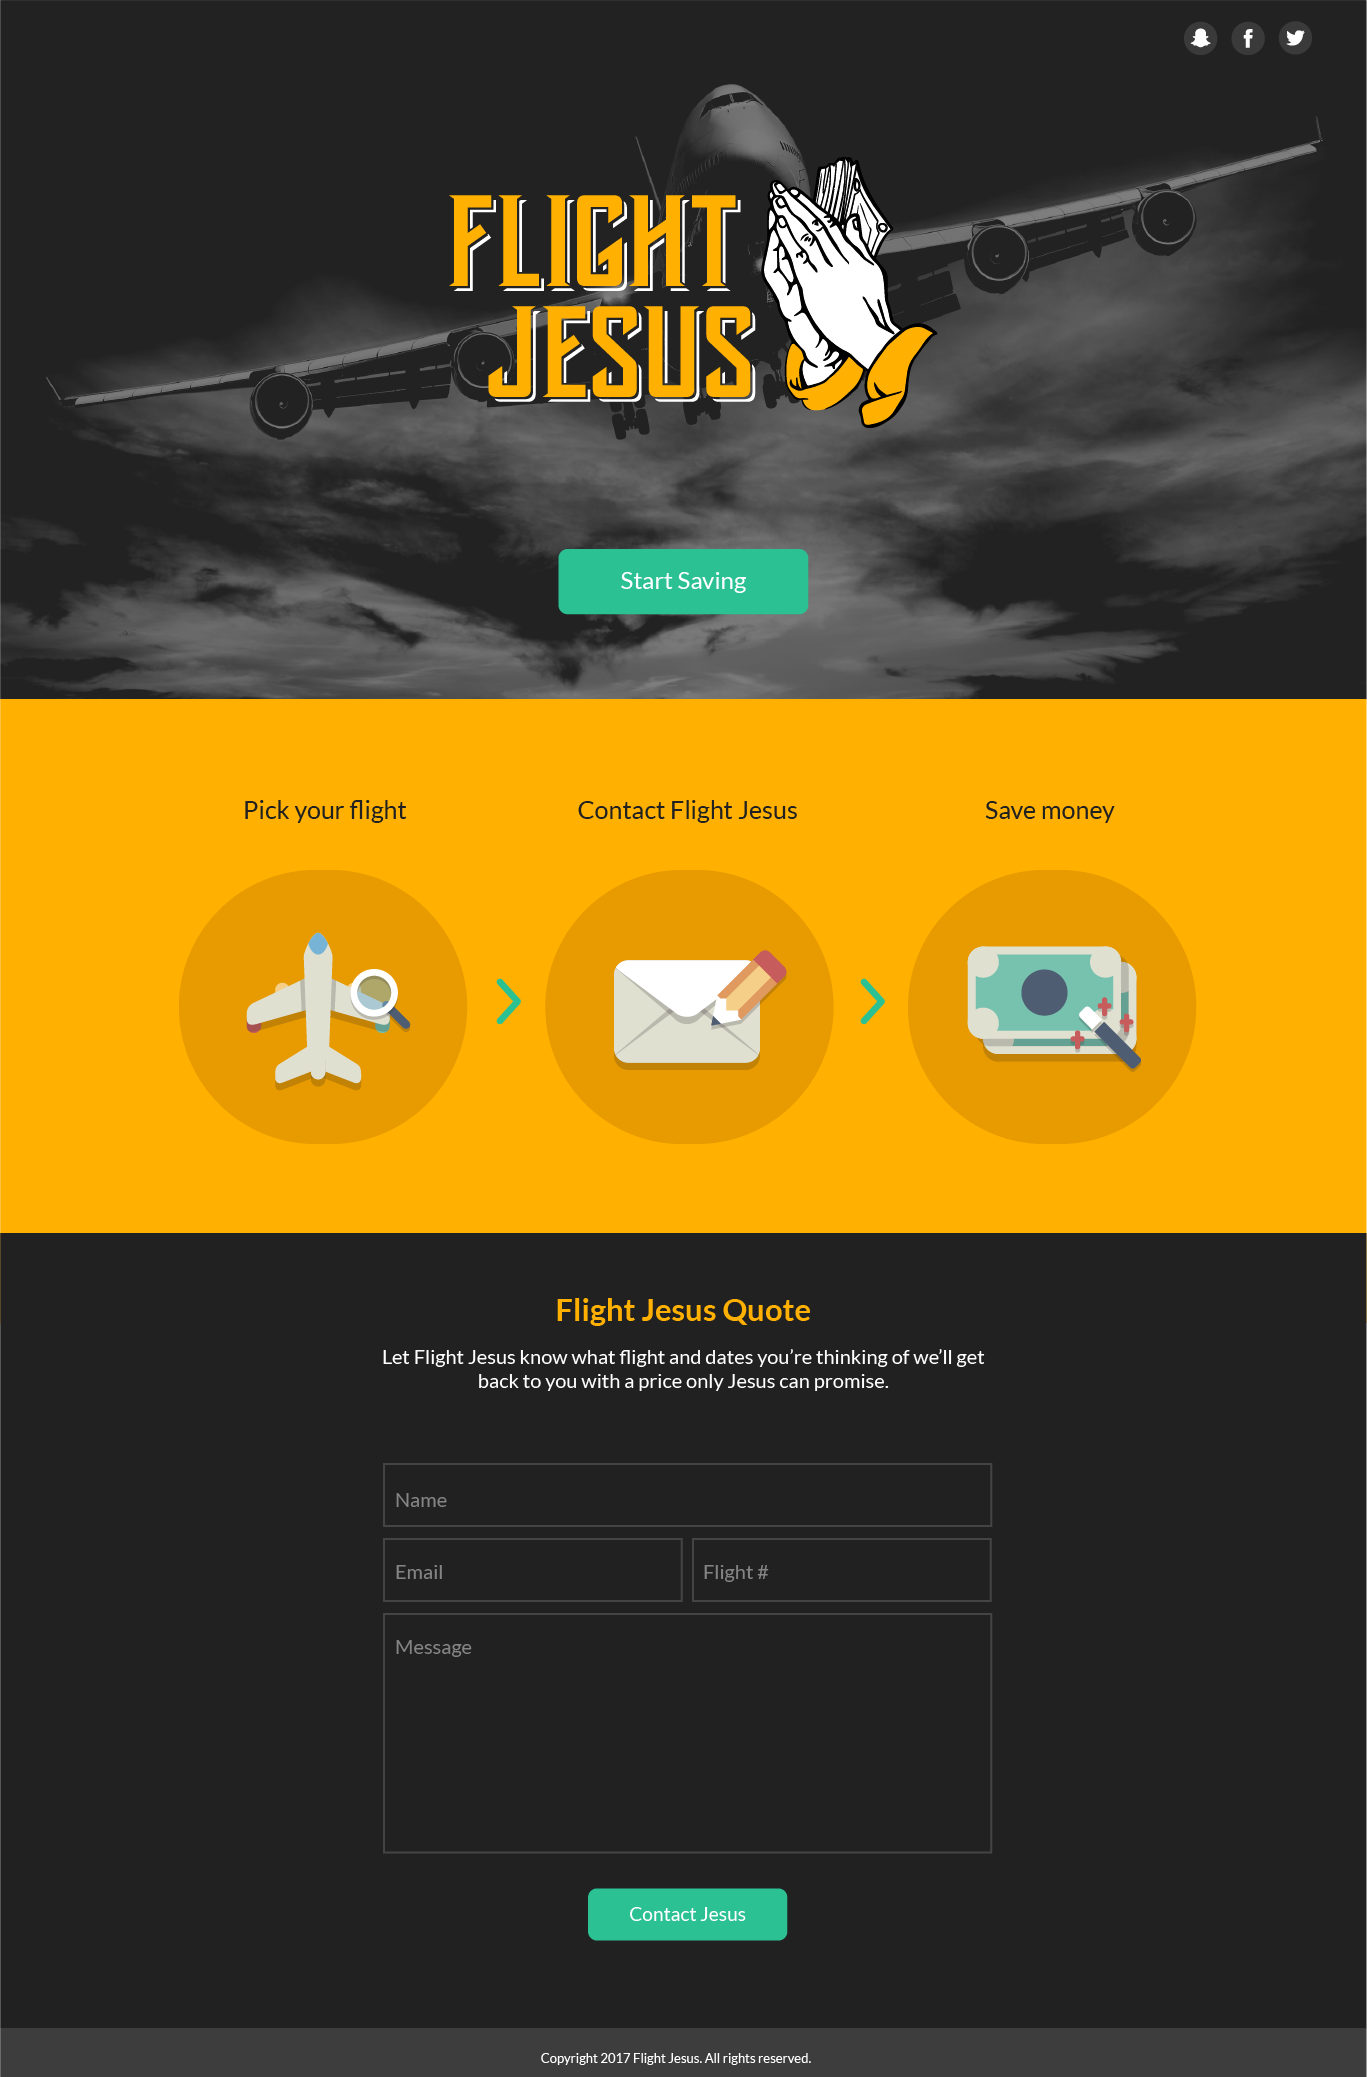 FLIGHT
JESUS
Start Saving
Pick your flight
Contact Flight Jesus
Save money
Flight Jesus Quote
Let Flight Jesus know what flight and dates you’re thinking of we’ll get
back to you with a price only Jesus can promise.
Name
Email
Flight #
Message
Contact Jesus
Copyright 2017 Flight Jesus. All rights reserved.